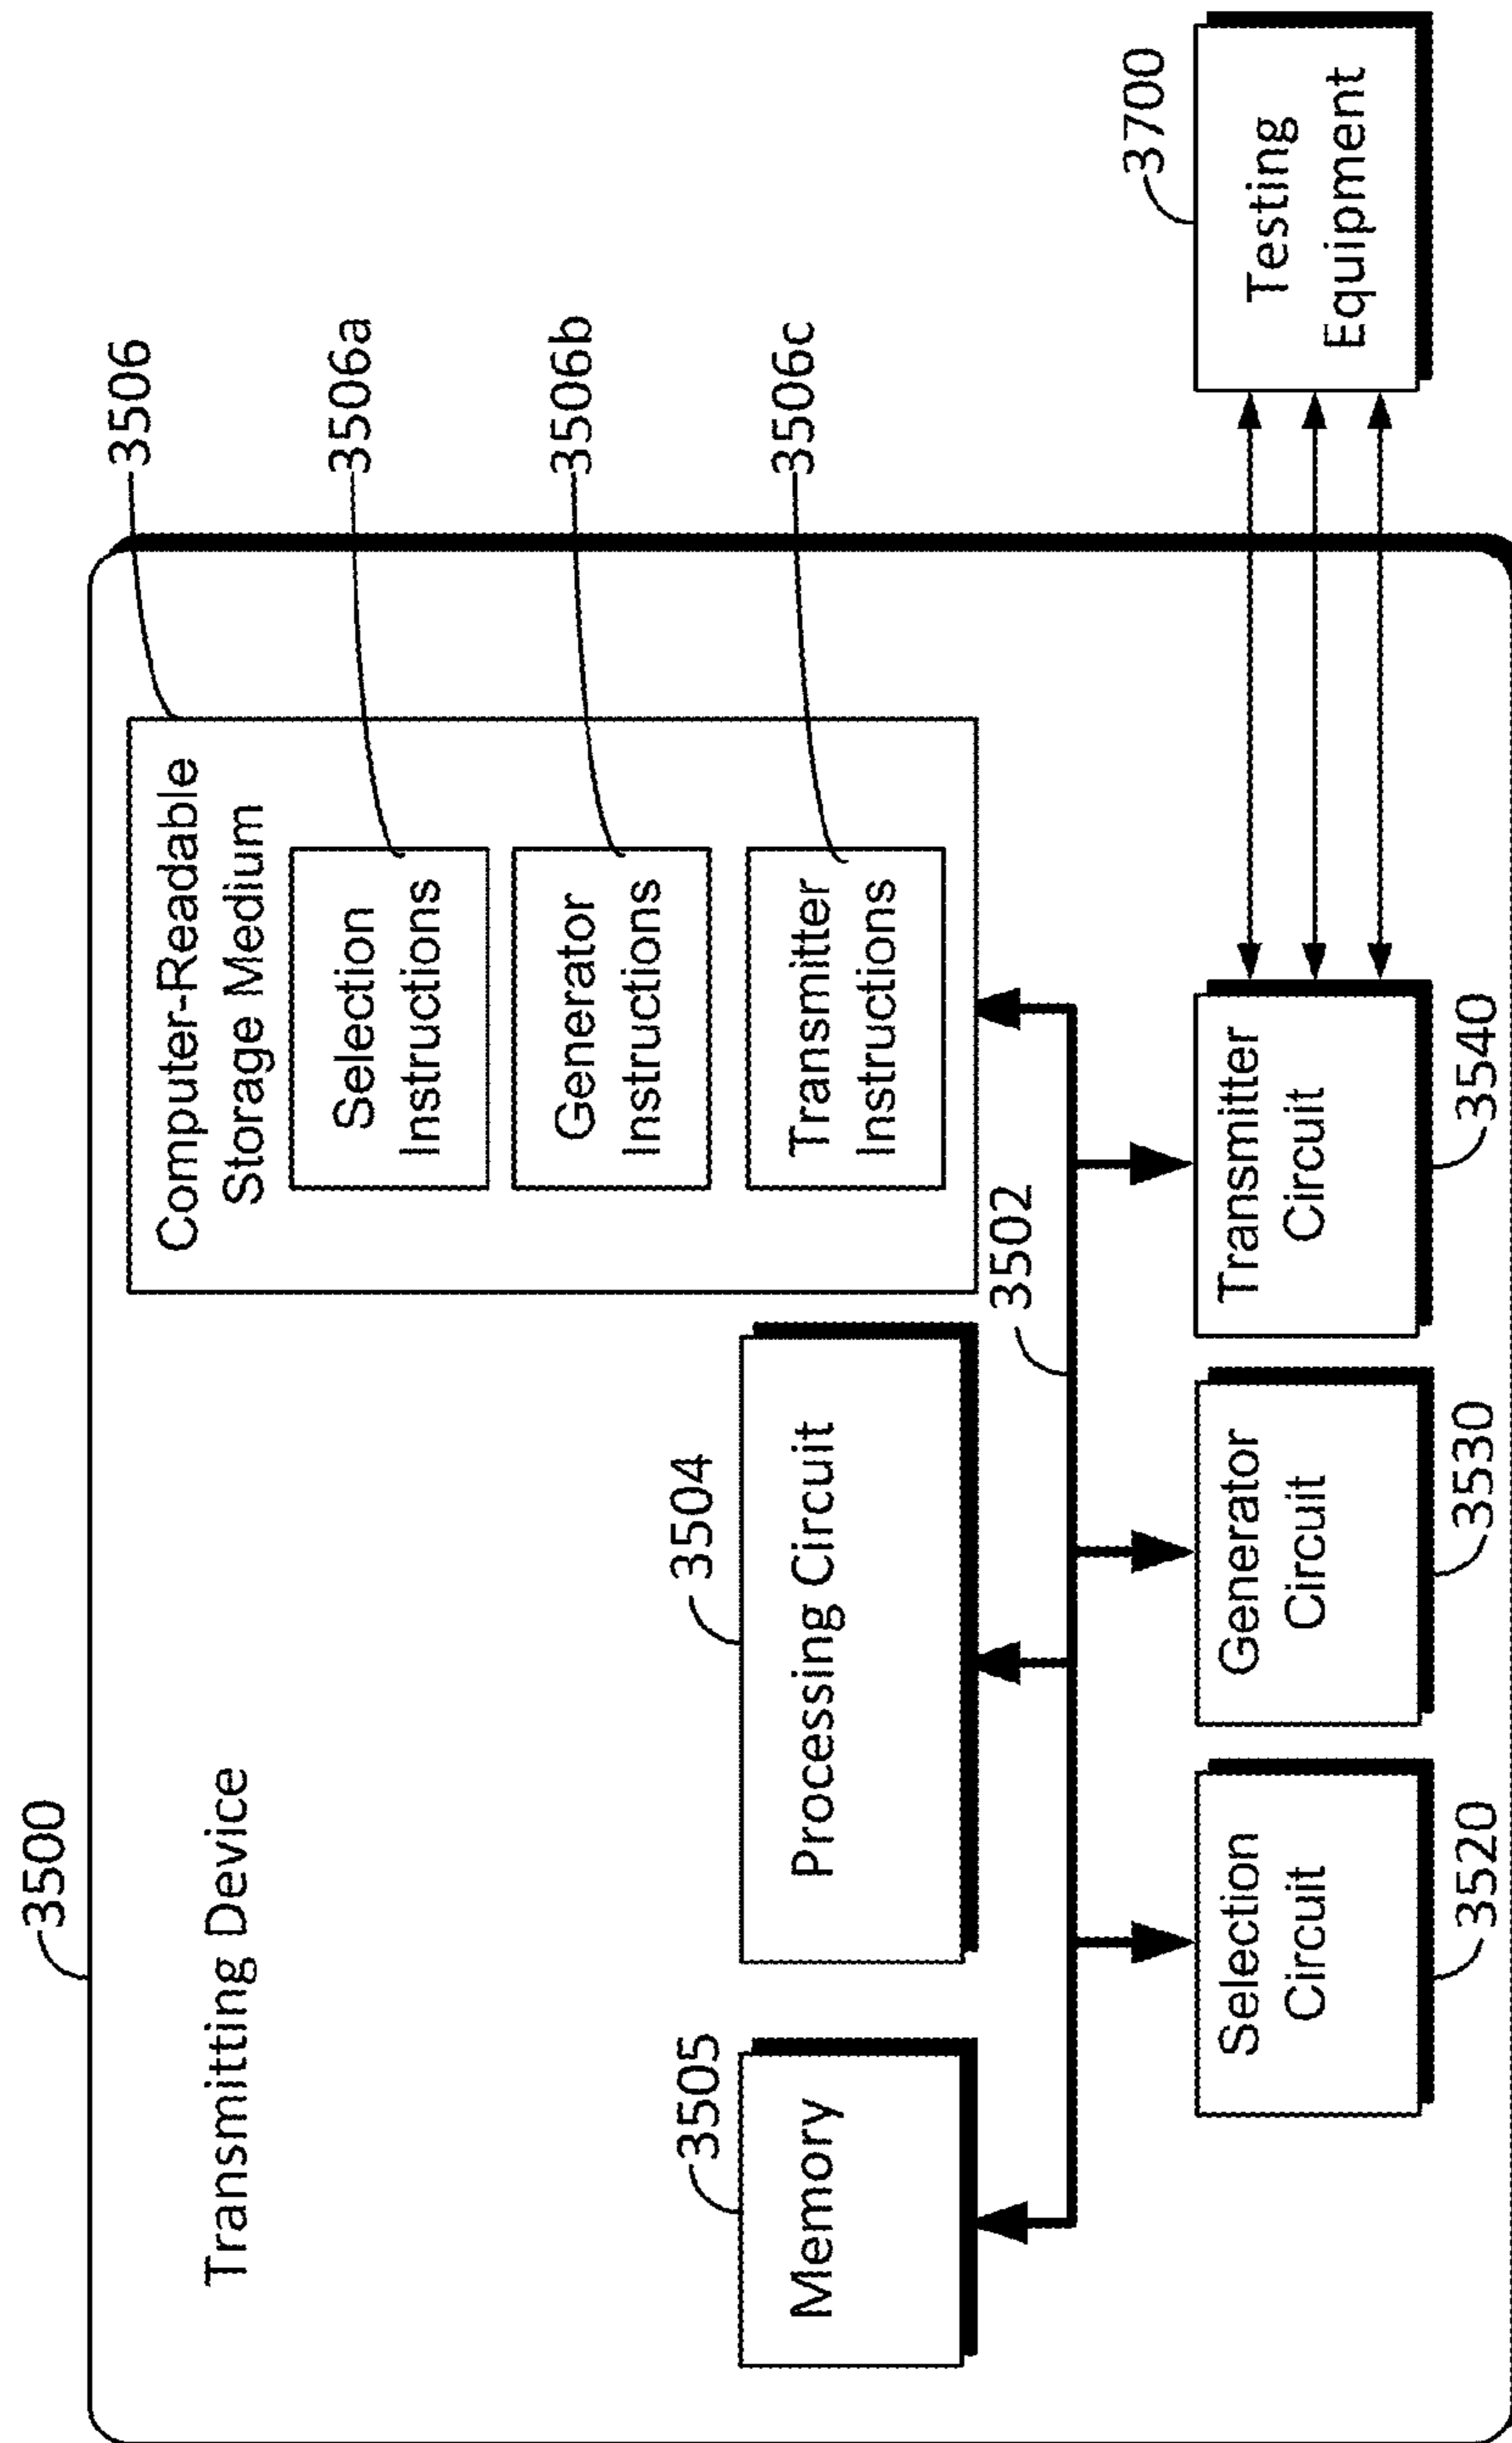 3500
Transmitting Device
3506
Computer-Readable
Storage Medium
3506a
Selection
Instructions
3506b
Generator
Instructions
3506c
Transmitter
Instructions
3505
Memory
3504
Processing Circuit
3502
Selection
Circuit
3520
Generator
Circuit
3530
Transmitter
Circuit
3540
3700
Testing
Equipment